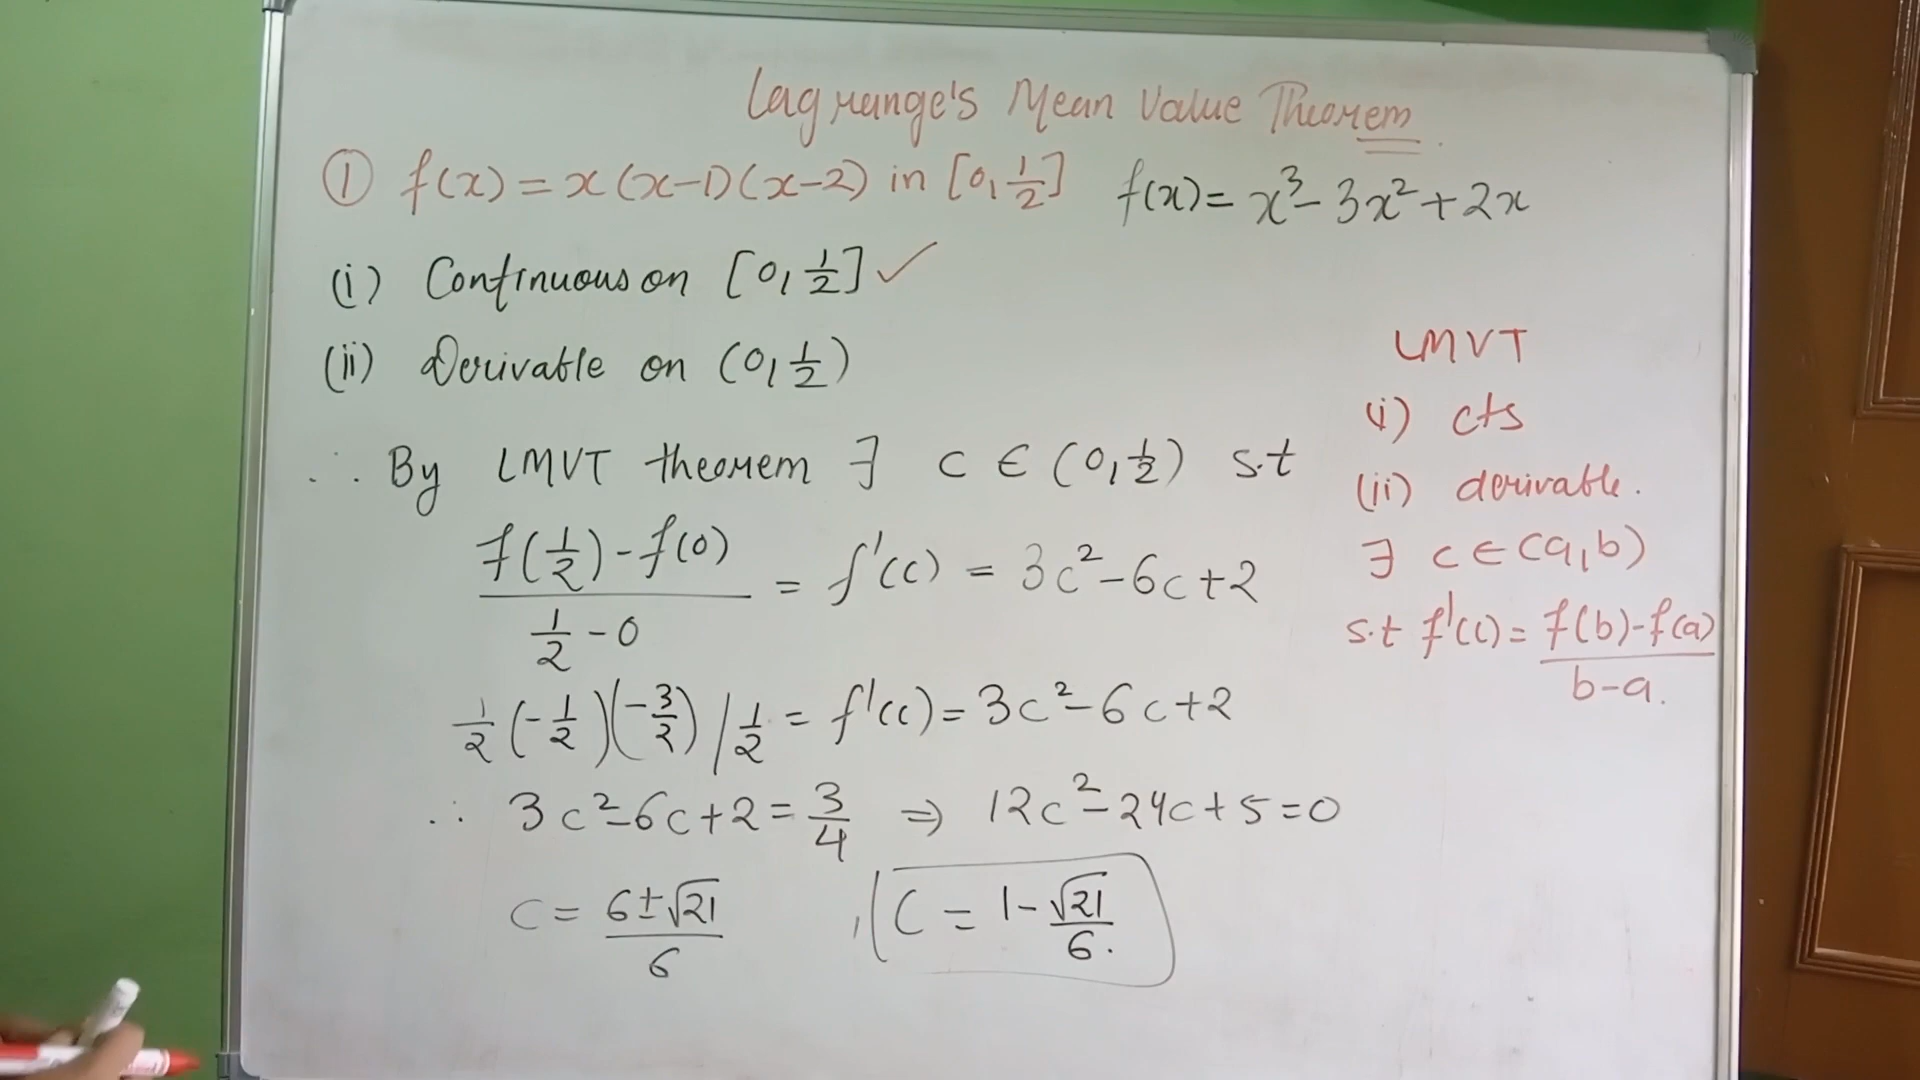 Lagrange's Mean Value Theorem.
① f(x) = x(x-1)(x-2) in [0, 1/2]   f(x) = x³ - 3x² + 2x
(i) Continuous on [0, 1/2] ✓
(ii) Derivable on (0, 1/2)
∴ By LMVT theorem ∃ c ∈ (0, 1/2) s.t
(f(1/2) - f(0)) / (1/2 - 0) = f'(c) = 3c² - 6c + 2
1/2 (-1/2)(-3/2) / 1/2 = f'(c) = 3c² - 6c + 2
∴ 3c² - 6c + 2 = 3/4 ⇒ 12c² - 24c + 5 = 0
C = (6 ± √21) / 6 , C = 1 - √21/6.
LMVT
(i) cts
(ii) derivable.
∃ c ∈ (a, b)
s.t f'(c) = (f(b) - f(a)) / (b - a).